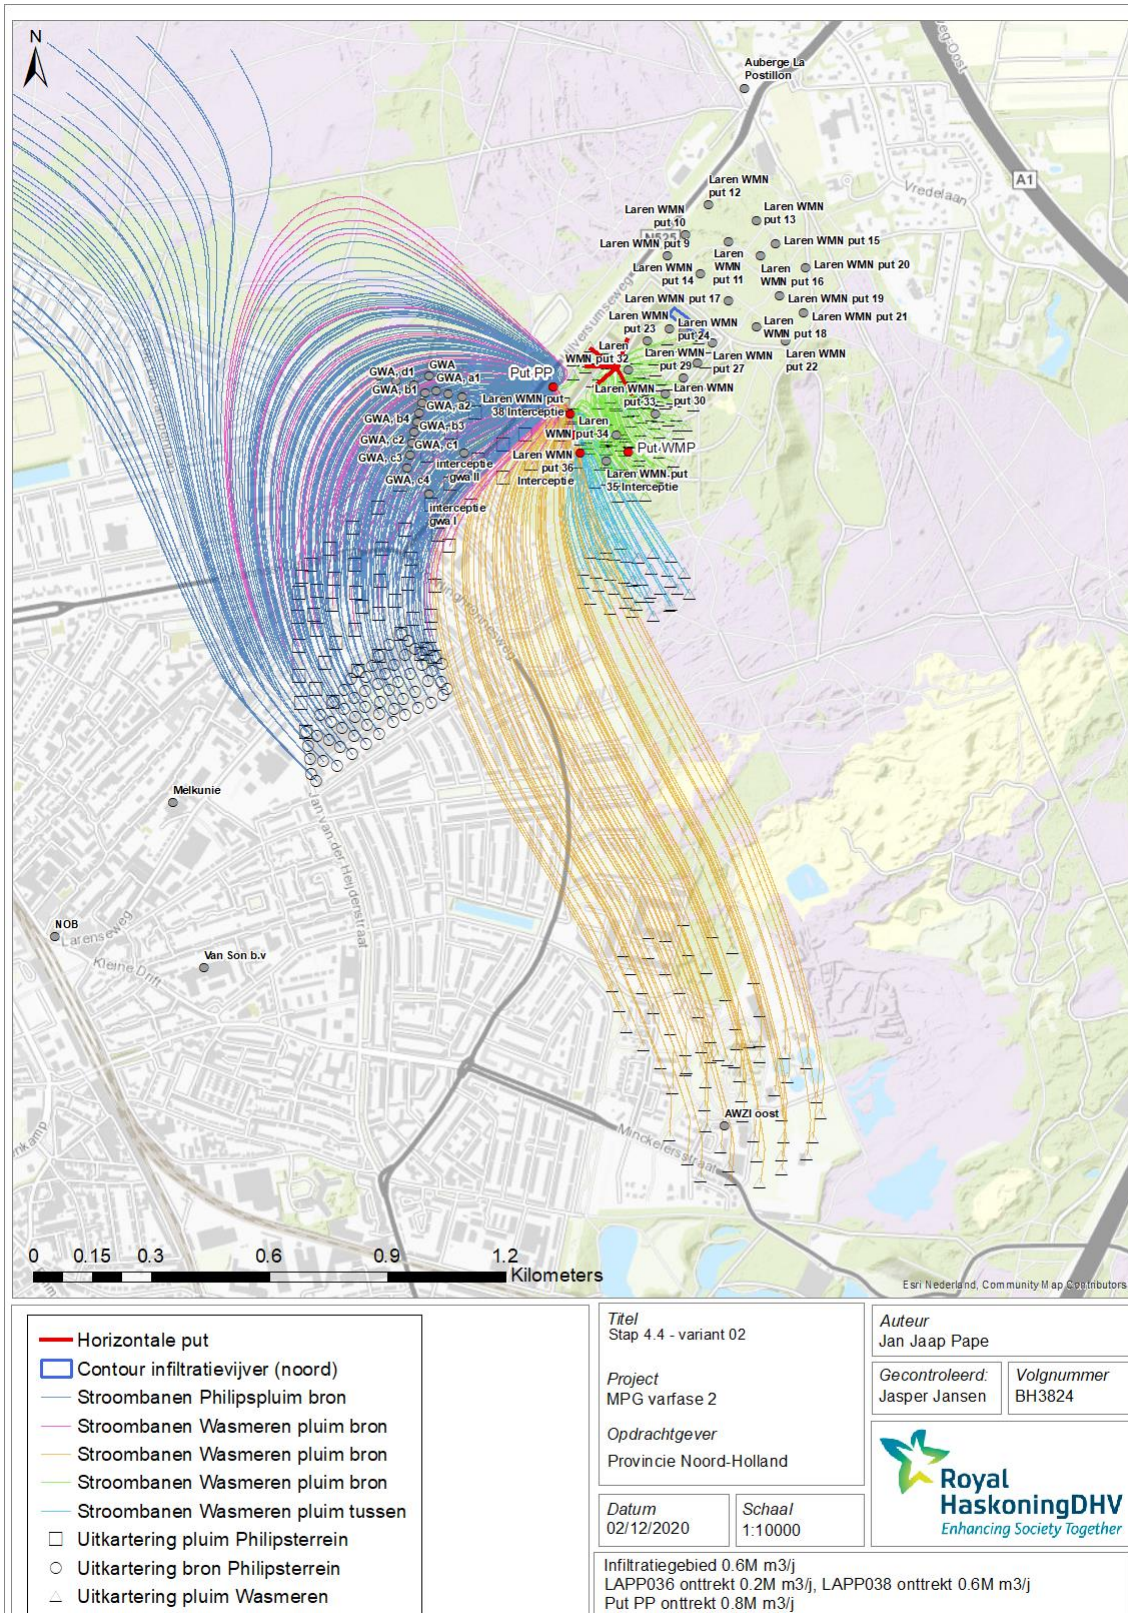 N
Auberge La
Postillon
weg-Oost
A1
Vredelaan
Laren WMN
put 12
Laren WMN
put 10
Laren WMN
put 13
N525
Laren WMN put 9
Laren WMN put 15
Laren
WMN
put 11
Laren WMN
put 14
Laren
WMN
put 16
Laren WMN put 20
Laren WMN put 17
Laren WMN put 19
Laren WMN
put 23
Laren WMN
put 24
Laren
WMN put 18
Laren WMN put 21
Hilversumseweg
Laren
WMN put 32
Laren WMN
put 29
Laren WMN
put 27
Laren WMN
put 22
Put PP
GWA, d1
GWA
GWA, a1
GWA, b1
GWA, a2
Laren WMN put
38 Interceptie
Laren WMN
put 33
Laren WMN
put 30
GWA, b4
GWA, b3
Laren
WMN put 34
GWA, c2
GWA, c1
Put WMP
GWA, c3
interceptie
gwa II
Laren WMN
put 36
Interceptie
Laren WMN put
35 Interceptie
GWA, c4
interceptie
gwa I
Melkunie
Jan van der Heijdenstraat
NOB
Larenseweg
Kleine Drift
Van Son b.v
AWZI oost
Minckelersstraat
enkamp
0 0.15 0.3 0.6 0.9 1.2
Kilometers
Esri Nederland, Community Map Contributors
Horizontale put
Contour infiltratievijver (noord)
Stroombanen Philipspluim bron
Stroombanen Wasmeren pluim bron
Stroombanen Wasmeren pluim bron
Stroombanen Wasmeren pluim bron
Stroombanen Wasmeren pluim tussen
Uitkartering pluim Philipsterrein
Uitkartering bron Philipsterrein
Uitkartering pluim Wasmeren
Titel
Stap 4.4 - variant 02
Project
MPG varfase 2
Opdrachtgever
Provincie Noord-Holland
Datum
02/12/2020
Schaal
1:10000
Auteur
Jan Jaap Pape
Gecontroleerd:
Jasper Jansen
Volgnummer
BH3824
Royal
HaskoningDHV
Enhancing Society Together
Infiltratiegebied 0.6M m3/j
LAPP036 onttrekt 0.2M m3/j, LAPP038 onttrekt 0.6M m3/j
Put PP onttrekt 0.8M m3/j